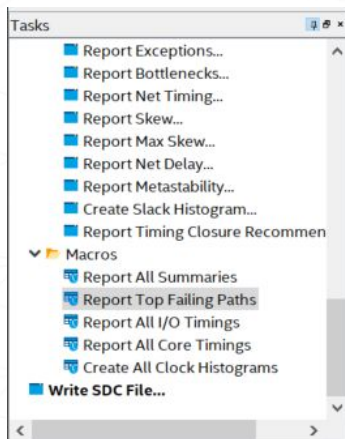 Tasks
Report Exceptions...
Report Bottlenecks...
Report Net Timing...
Report Skew...
Report Max Skew...
Report Net Delay...
Report Metastability...
Create Slack Histogram...
Report Timing Closure Recommen
Macros
Report All Summaries
Report Top Failing Paths
Report All I/O Timings
Report All Core Timings
Create All Clock Histograms
Write SDC File...